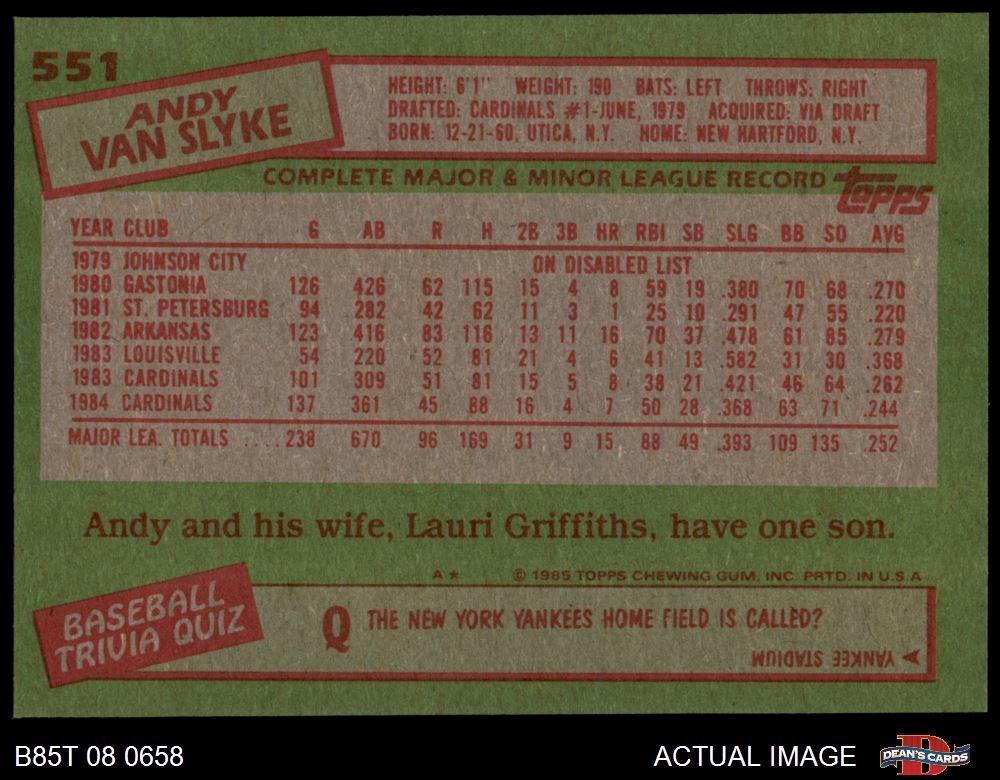 551
ANDY
VAN SLYKE
HEIGHT: 6'1" WEIGHT: 190 BATS: LEFT THROWS: RIGHT
DRAFTED: CARDINALS #1-JUNE, 1979 ACQUIRED: VIA DRAFT
BORN: 12-21-60, UTICA, N.Y. HOME: NEW HARTFORD, N.Y.
COMPLETE MAJOR & MINOR LEAGUE RECORD topps
YEAR CLUB G AB R H 2B 3B HR RBI SB SLG BB SO AVG
1979 JOHNSON CITY ON DISABLED LIST
1980 GASTONIA 126 426 62 115 15 4 8 59 19 .380 70 68 .270
1981 ST. PETERSBURG 94 282 42 62 11 3 1 25 10 .291 47 55 .220
1982 ARKANSAS 123 416 83 116 13 11 16 70 37 .478 61 85 .279
1983 LOUISVILLE 54 220 52 81 21 4 6 41 13 .582 31 30 .368
1983 CARDINALS 101 309 51 81 15 5 8 38 21 .421 46 64 .262
1984 CARDINALS 137 361 45 88 16 4 7 50 28 .368 63 71 .244
MAJOR LEA. TOTALS .... 238 670 96 169 31 9 15 88 49 .393 109 135 .252
Andy and his wife, Lauri Griffiths, have one son.
A* © 1985 TOPPS CHEWING GUM, INC. PRTD. IN U.S.A
BASEBALL
TRIVIA QUIZ
Q THE NEW YORK YANKEES HOME FIELD IS CALLED?
YANKEE STADIUM
B85T 08 0658
ACTUAL IMAGE
DEAN'S CARDS